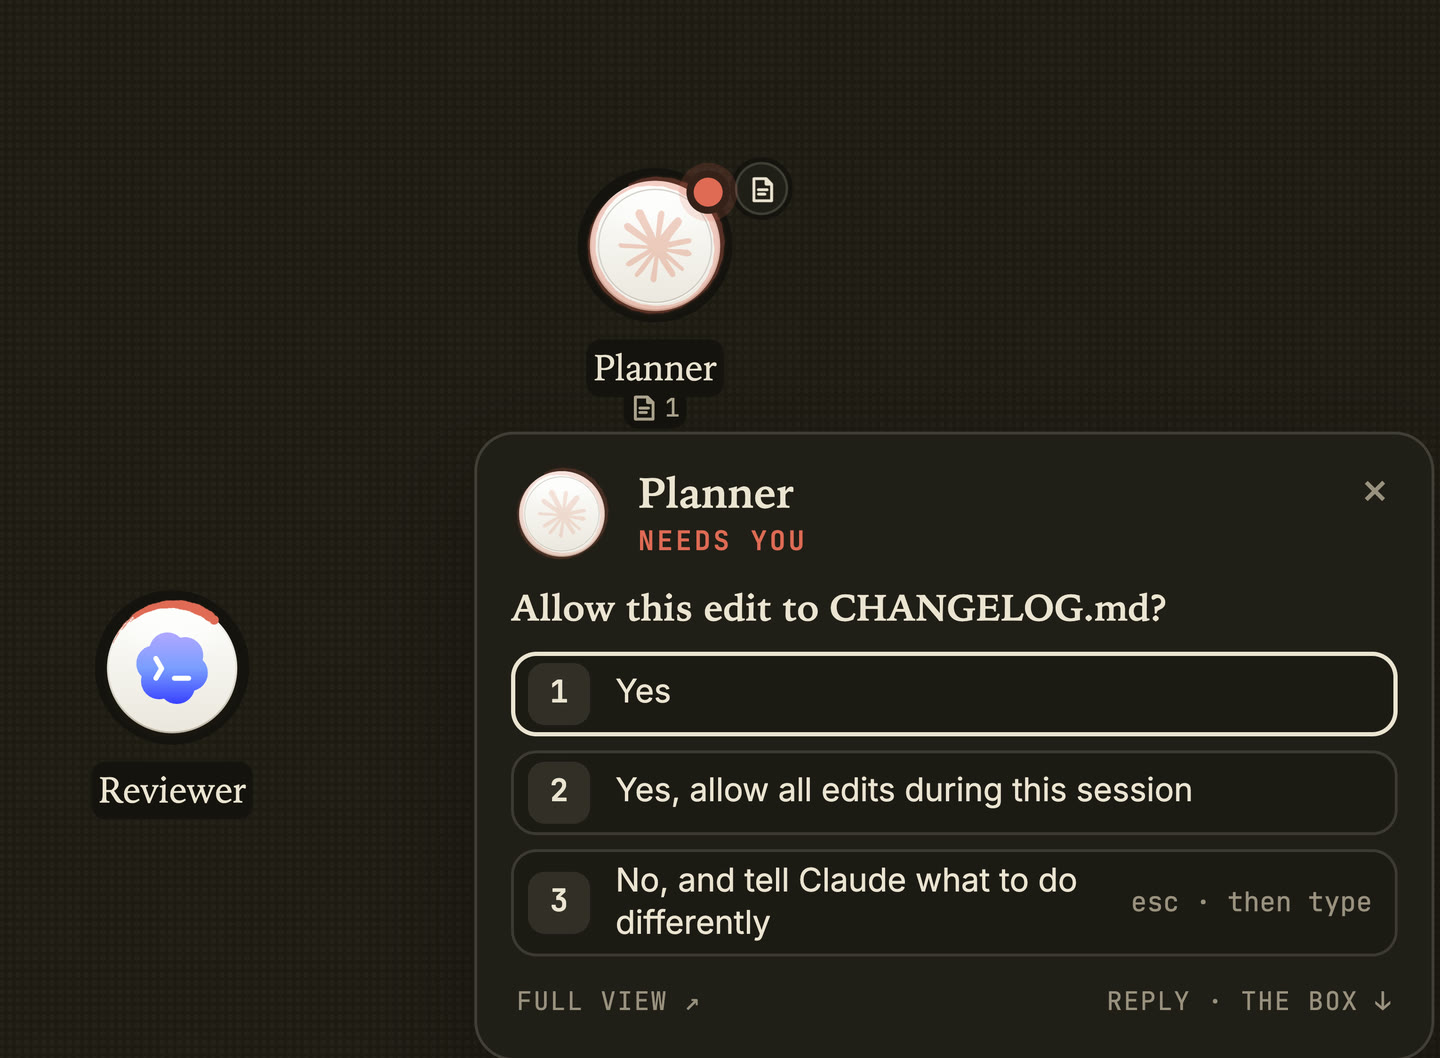 Planner
1
Planner
NEEDS YOU
Allow this edit to CHANGELOG.md?
1 Yes
2 Yes, allow all edits during this session
3 No, and tell Claude what to do
differently
esc · then type
FULL VIEW ↗
REPLY · THE BOX ↓
Reviewer